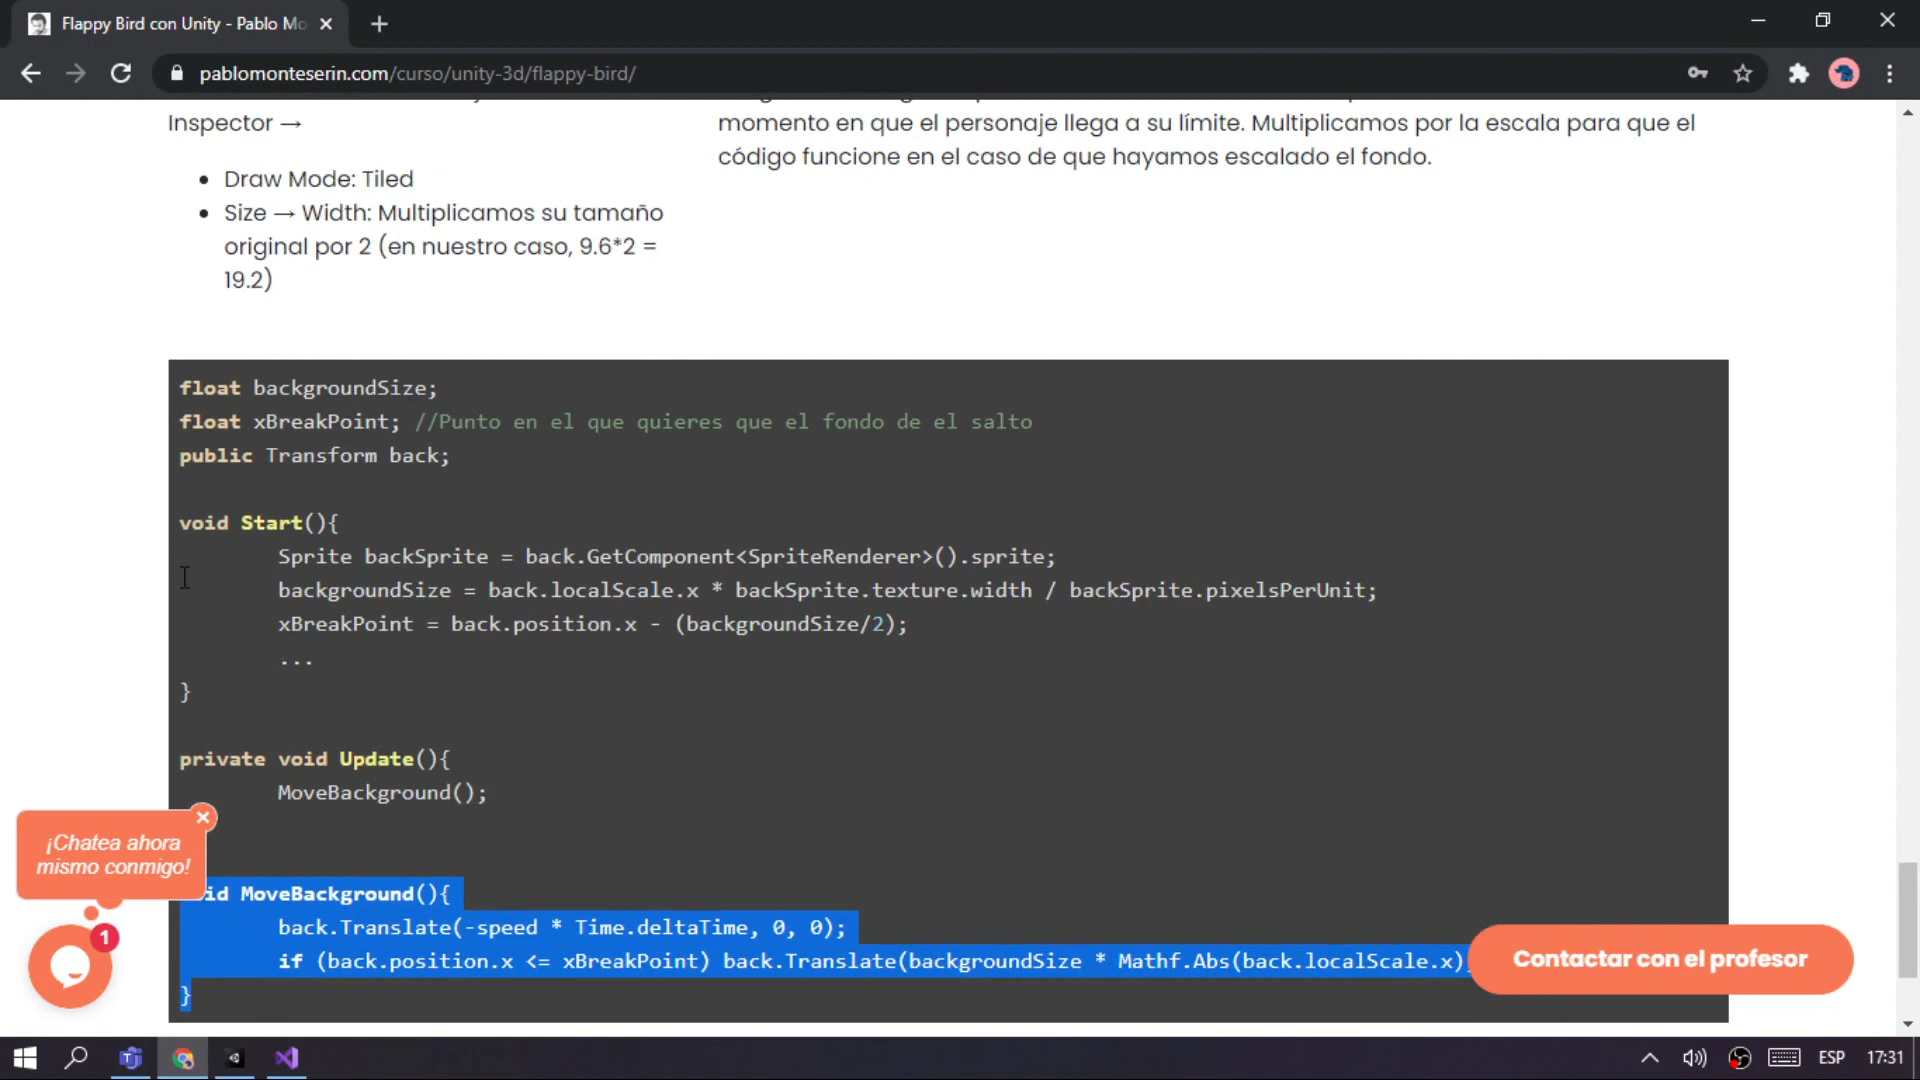 Flappy Bird con Unity - Pablo Mo
pablomonteserin.com/curso/unity-3d/flappy-bird/
Inspector →
Draw Mode: Tiled
Size → Width: Multiplicamos su tamaño
original por 2 (en nuestro caso, 9.6*2 =
19.2)
momento en que el personaje llega a su límite. Multiplicamos por la escala para que el
código funcione en el caso de que hayamos escalado el fondo.
float backgroundSize;
float xBreakPoint; //Punto en el que quieres que el fondo de el salto
public Transform back;
void Start(){
Sprite backSprite = back.GetComponent<SpriteRenderer>().sprite;
backgroundSize = back.localScale.x * backSprite.texture.width / backSprite.pixelsPerUnit;
xBreakPoint = back.position.x - (backgroundSize/2);
...
}
private void Update(){
MoveBackground();
id MoveBackground(){
back.Translate(-speed * Time.deltaTime, 0, 0);
if (back.position.x <= xBreakPoint) back.Translate(backgroundSize * Mathf.Abs(back.localScale.x)
}
¡Chatea ahora
mismo conmigo!
1
Contactar con el profesor
ESP
17:31